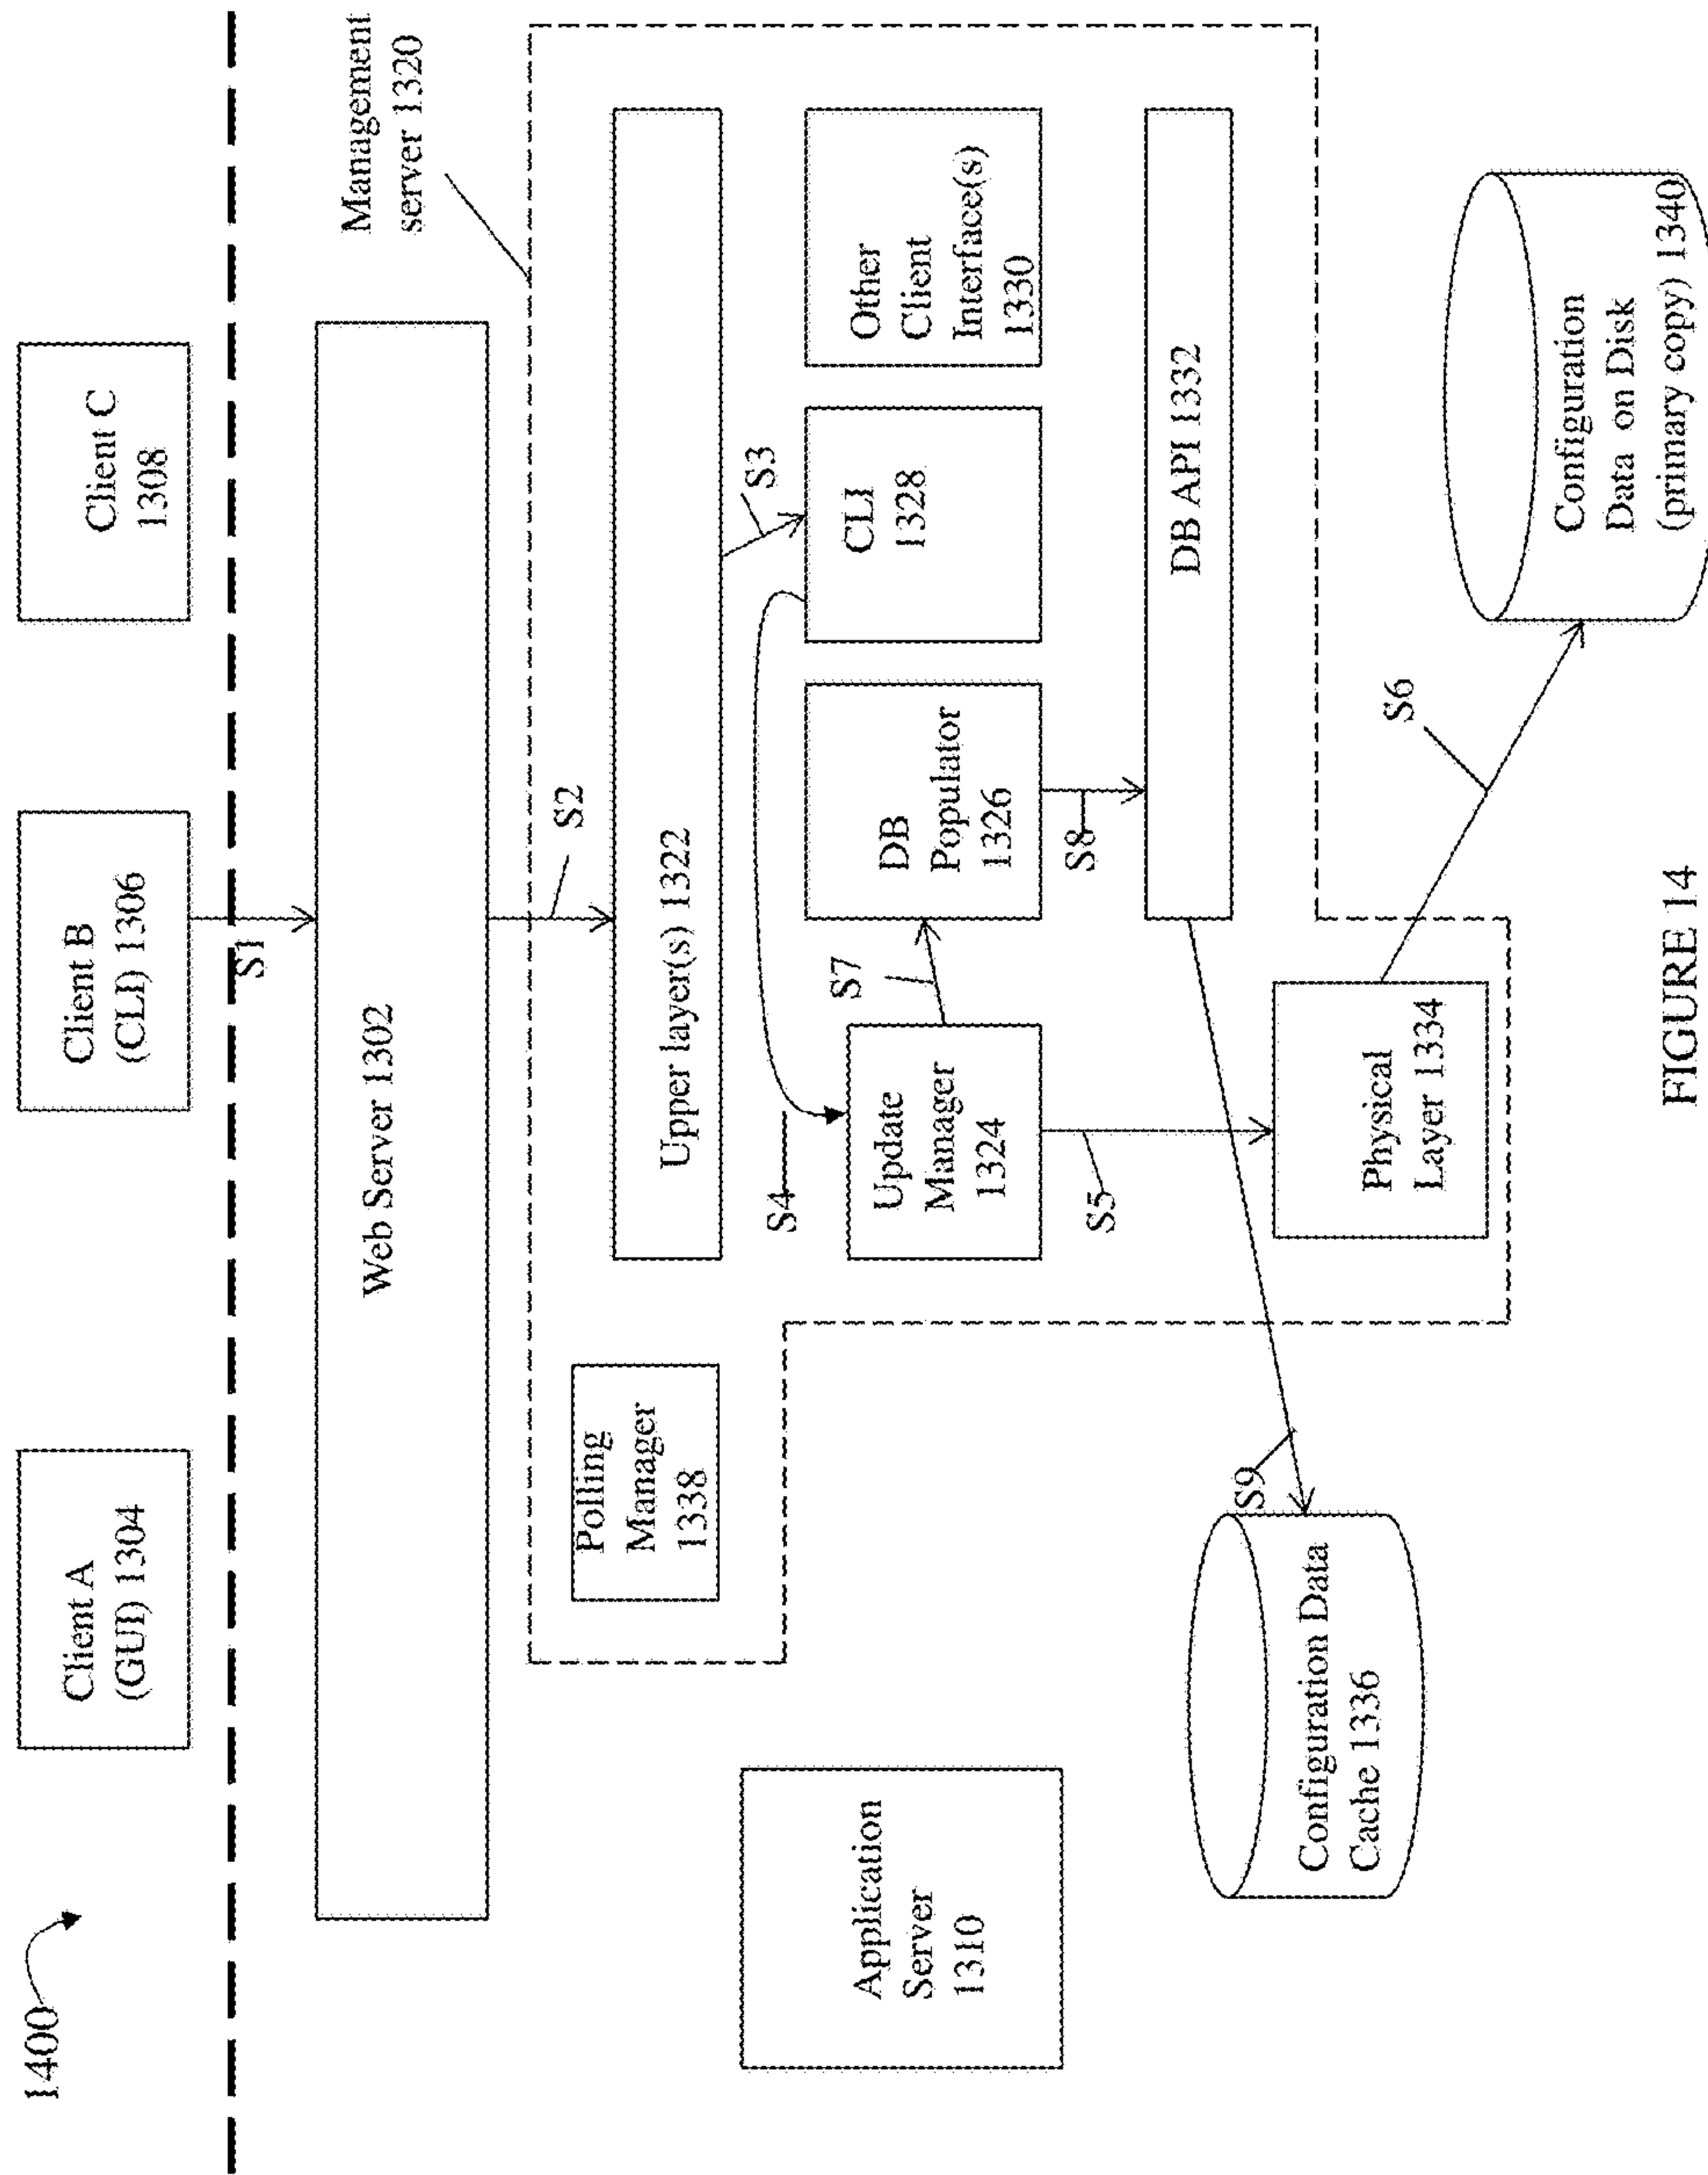 1400
Client A
(GUI) 1304
Client B
(CLI) 1306
Client C
1308
S1
Web Server 1302
Management
server 1320
S2
Polling
Manager
1338
Upper layer(s) 1322
S3
S4
Application
Server
1310
Update
Manager
1324
S7
DB
Populator
1326
CLI
1328
Other
Client
Interface(s)
1330
S5
S8
DB API 1332
S9
Configuration Data
Cache 1336
Physical
Layer 1334
S6
Configuration
Data on Disk
(primary copy) 1340
FIGURE 14